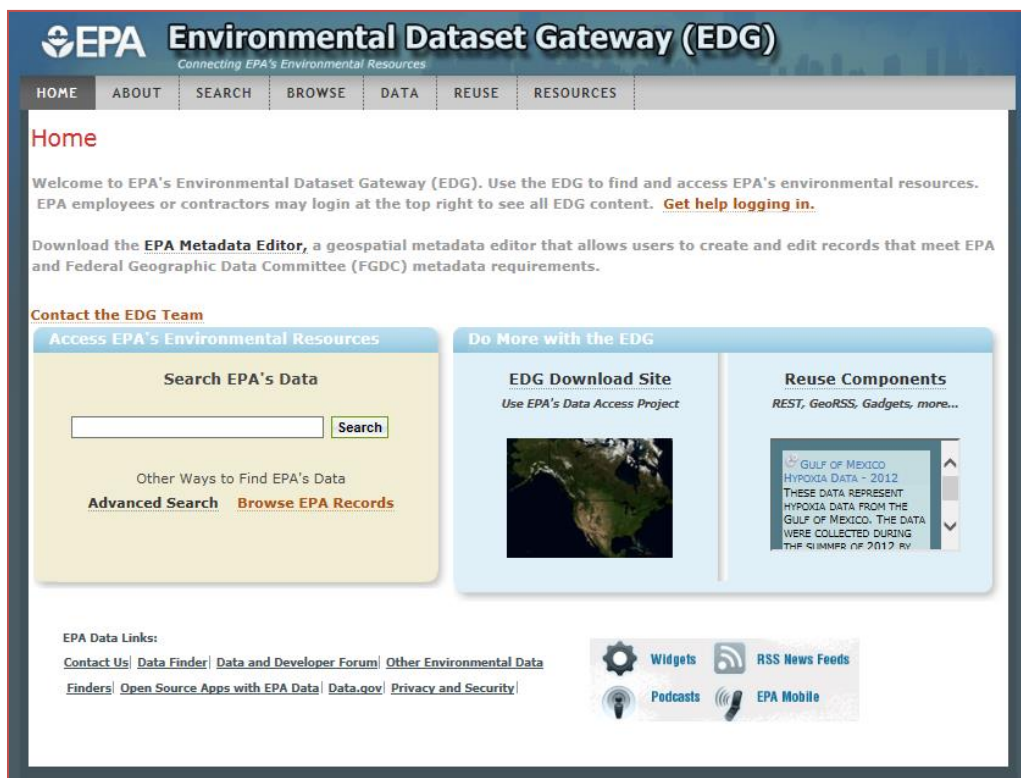 EPA Environmental Dataset Gateway (EDG)
Connecting EPA's Environmental Resources
HOME ABOUT SEARCH BROWSE DATA REUSE RESOURCES
Home
Welcome to EPA's Environmental Dataset Gateway (EDG). Use the EDG to find and access EPA's environmental resources.
EPA employees or contractors may login at the top right to see all EDG content. Get help logging in.
Download the EPA Metadata Editor, a geospatial metadata editor that allows users to create and edit records that meet EPA
and Federal Geographic Data Committee (FGDC) metadata requirements.
Contact the EDG Team
Access EPA's Environmental Resources
Search EPA's Data
Search
Other Ways to Find EPA's Data
Advanced Search Browse EPA Records
Do More with the EDG
EDG Download Site
Use EPA's Data Access Project
Reuse Components
REST, GeoRSS, Gadgets, more...
GULF OF MEXICO
HYPOXIA DATA - 2012
THESE DATA REPRESENT
HYPOXIA DATA FROM THE
GULF OF MEXICO. THE DATA
WERE COLLECTED DURING
THE SUMMER OF 2012 BY
EPA Data Links:
Contact Us| Data Finder| Data and Developer Forum| Other Environmental Data
Finders| Open Source Apps with EPA Data| Data.gov| Privacy and Security|
Widgets RSS News Feeds
Podcasts EPA Mobile